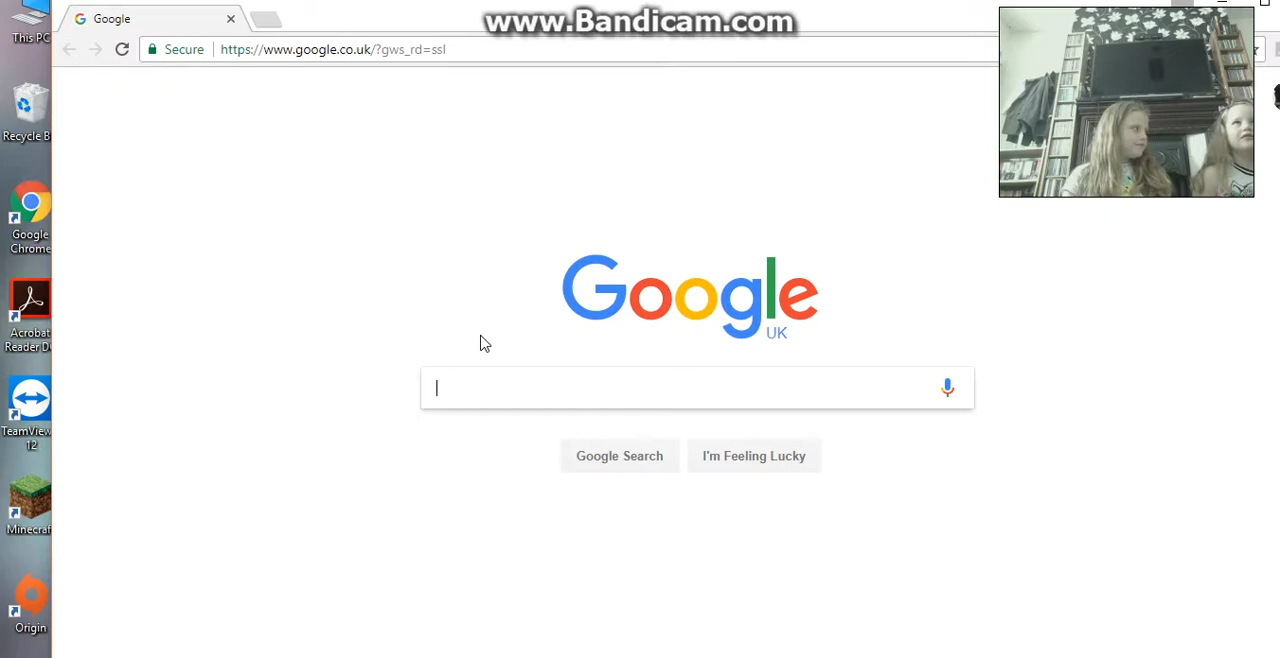 www.Bandicam.com
This PC
Google
Secure
https://www.google.co.uk/?gws_rd=ssl
Recycle B
Google
Chrome
Google
UK
Acrobat
Reader D
TeamView
12
Google Search
I'm Feeling Lucky
Minecraf
Origin